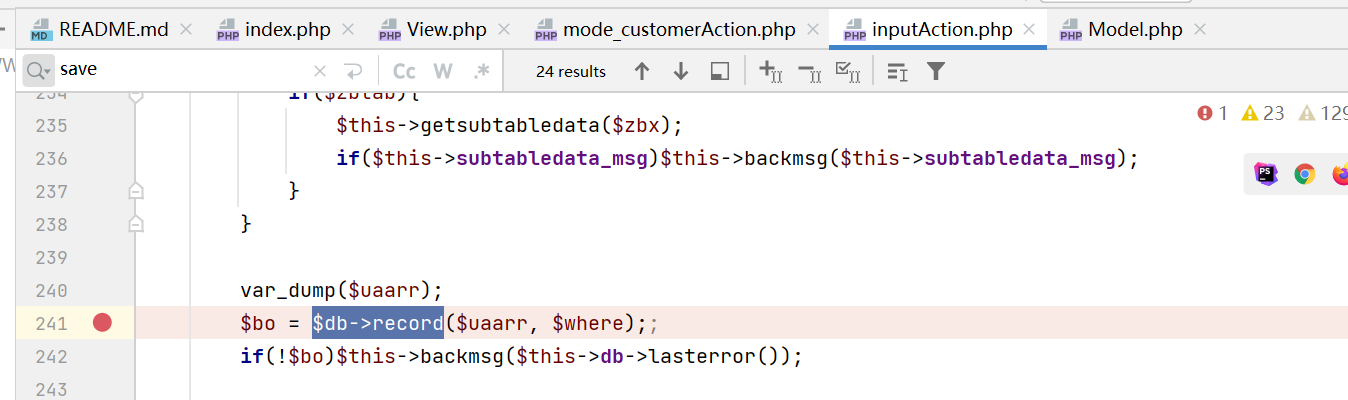 README.md index.php View.php mode_customerAction.php inputAction.php Model.php
save Cc W .* 24 results
234 if($zbtab){
235 $this->getsubtabledata($zbx);
1 23 129
236 if($this->subtabledata_msg)$this->backmsg($this->subtabledata_msg);
237 }
238 }
239
240 var_dump($uaarr);
241 $bo = $db->record($uaarr, $where);;
242 if(!$bo)$this->backmsg($this->db->lasterror());
243